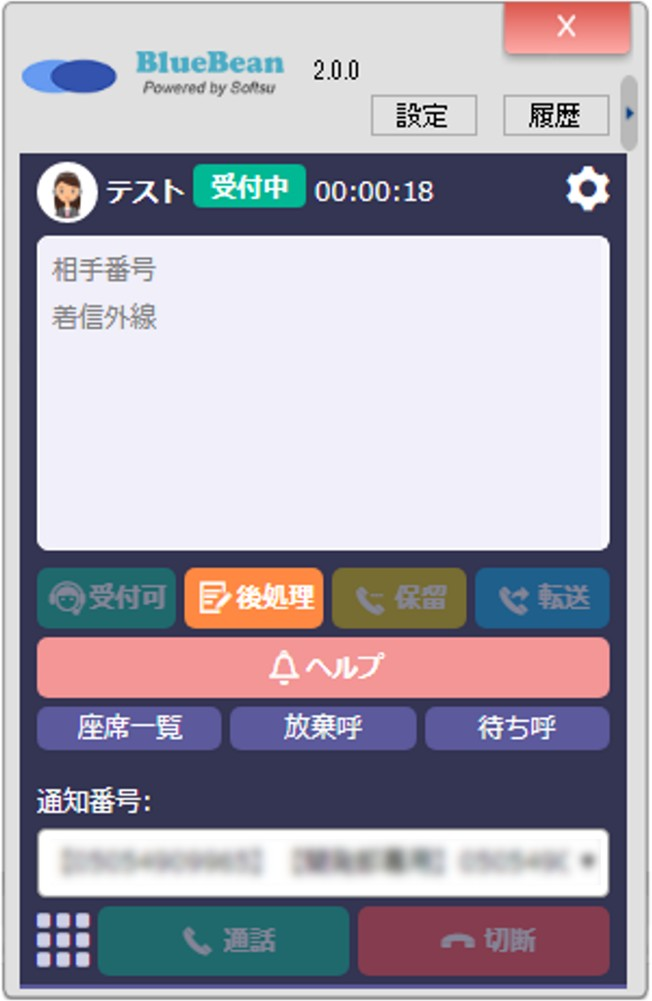 BlueBean
Powered by Softsu
2.0.0
X
設定 履歴
テスト 受付中 00:00:18
相手番号
着信外線
受付可 後処理 保留 転送
ヘルプ
座席一覧 放棄呼 待ち呼
通知番号:
通話 切断